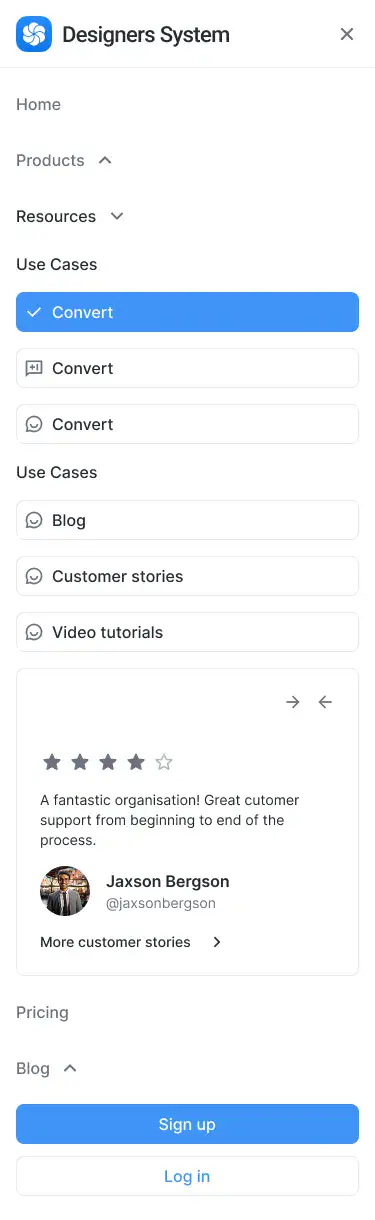 Designers System
Home
Products
Resources
Use Cases
Convert
Convert
Convert
Use Cases
Blog
Customer stories
Video tutorials
A fantastic organisation! Great cutomer
support from beginning to end of the
process.
Jaxson Bergson
@jaxsonbergson
More customer stories
Pricing
Blog
Sign up
Log in